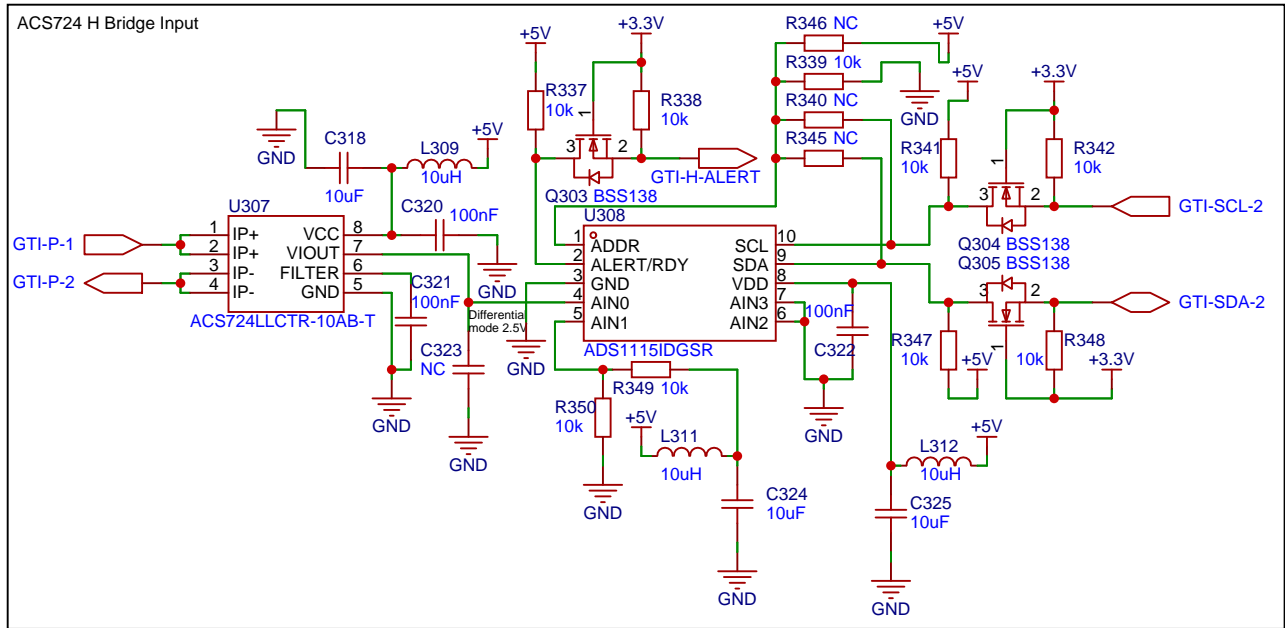 ACS724 H Bridge Input
R346 NC
+5V
+3.3V
+5V
R339 10k
GND
R340 NC
R345 NC
R337
10k
R338
10k
1
3
2
Q303 BSS138
GTI-H-ALERT
+5V
+3.3V
R341
10k
R342
10k
1
3
2
Q304 BSS138
GTI-SCL-2
GND
C318
10uF
L309
10uH
+5V
C320
100nF
GND
U307
GTI-P-1
GTI-P-2
1 IP+
2 IP+
3 IP-
4 IP-
VCC 8
VIOUT 7
FILTER 6
GND 5
ACS724LLCTR-10AB-T
C321
100nF
GND
C323
NC
GND
Differential
mode 2.5V
GND
U308
1 ADDR
2 ALERT/RDY
3 GND
4 AIN0
5 AIN1
SCL 10
SDA 9
VDD 8
AIN3 7
AIN2 6
ADS1115IDGSR
100nF
C322
GND
Q305 BSS138
3
2
1
GTI-SDA-2
R347
10k
+5V
R348
10k
+3.3V
R349
10k
R350
10k
GND
+5V
L311
10uH
C324
10uF
GND
+5V
L312
10uH
C325
10uF
GND